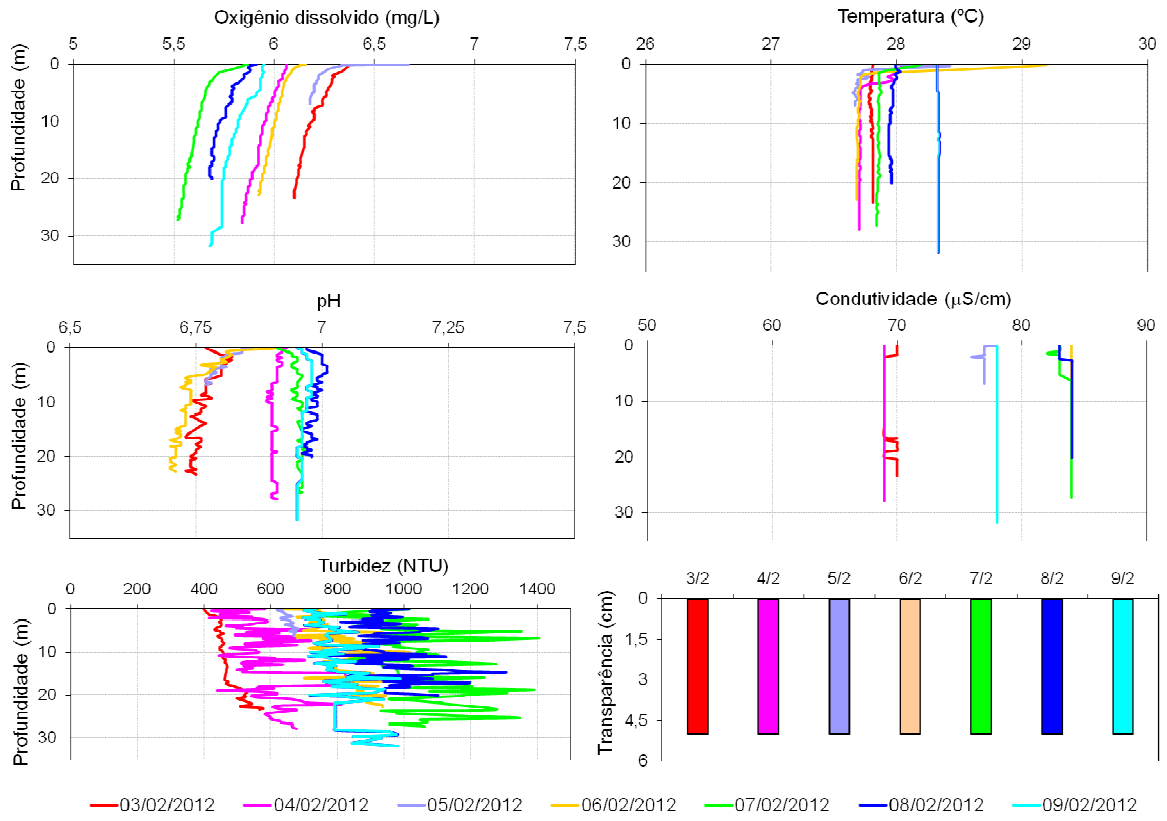 Oxigênio dissolvido (mg/L)
5 5,5 6 6,5 7 7,5
Profundidade (m)
0
10
20
30
Temperatura (ºC)
26 27 28 29 30
0
10
20
30
pH
6,5 6,75 7 7,25 7,5
Profundidade (m)
0
10
20
30
Condutividade (μS/cm)
50 60 70 80 90
0
10
20
30
Turbidez (NTU)
0 200 400 600 800 1000 1200 1400
Profundidade (m)
0
10
20
30
3/2 4/2 5/2 6/2 7/2 8/2 9/2
Transparência (cm)
0
1,5
3
4,5
6
03/02/2012 04/02/2012 05/02/2012 06/02/2012 07/02/2012 08/02/2012 09/02/2012